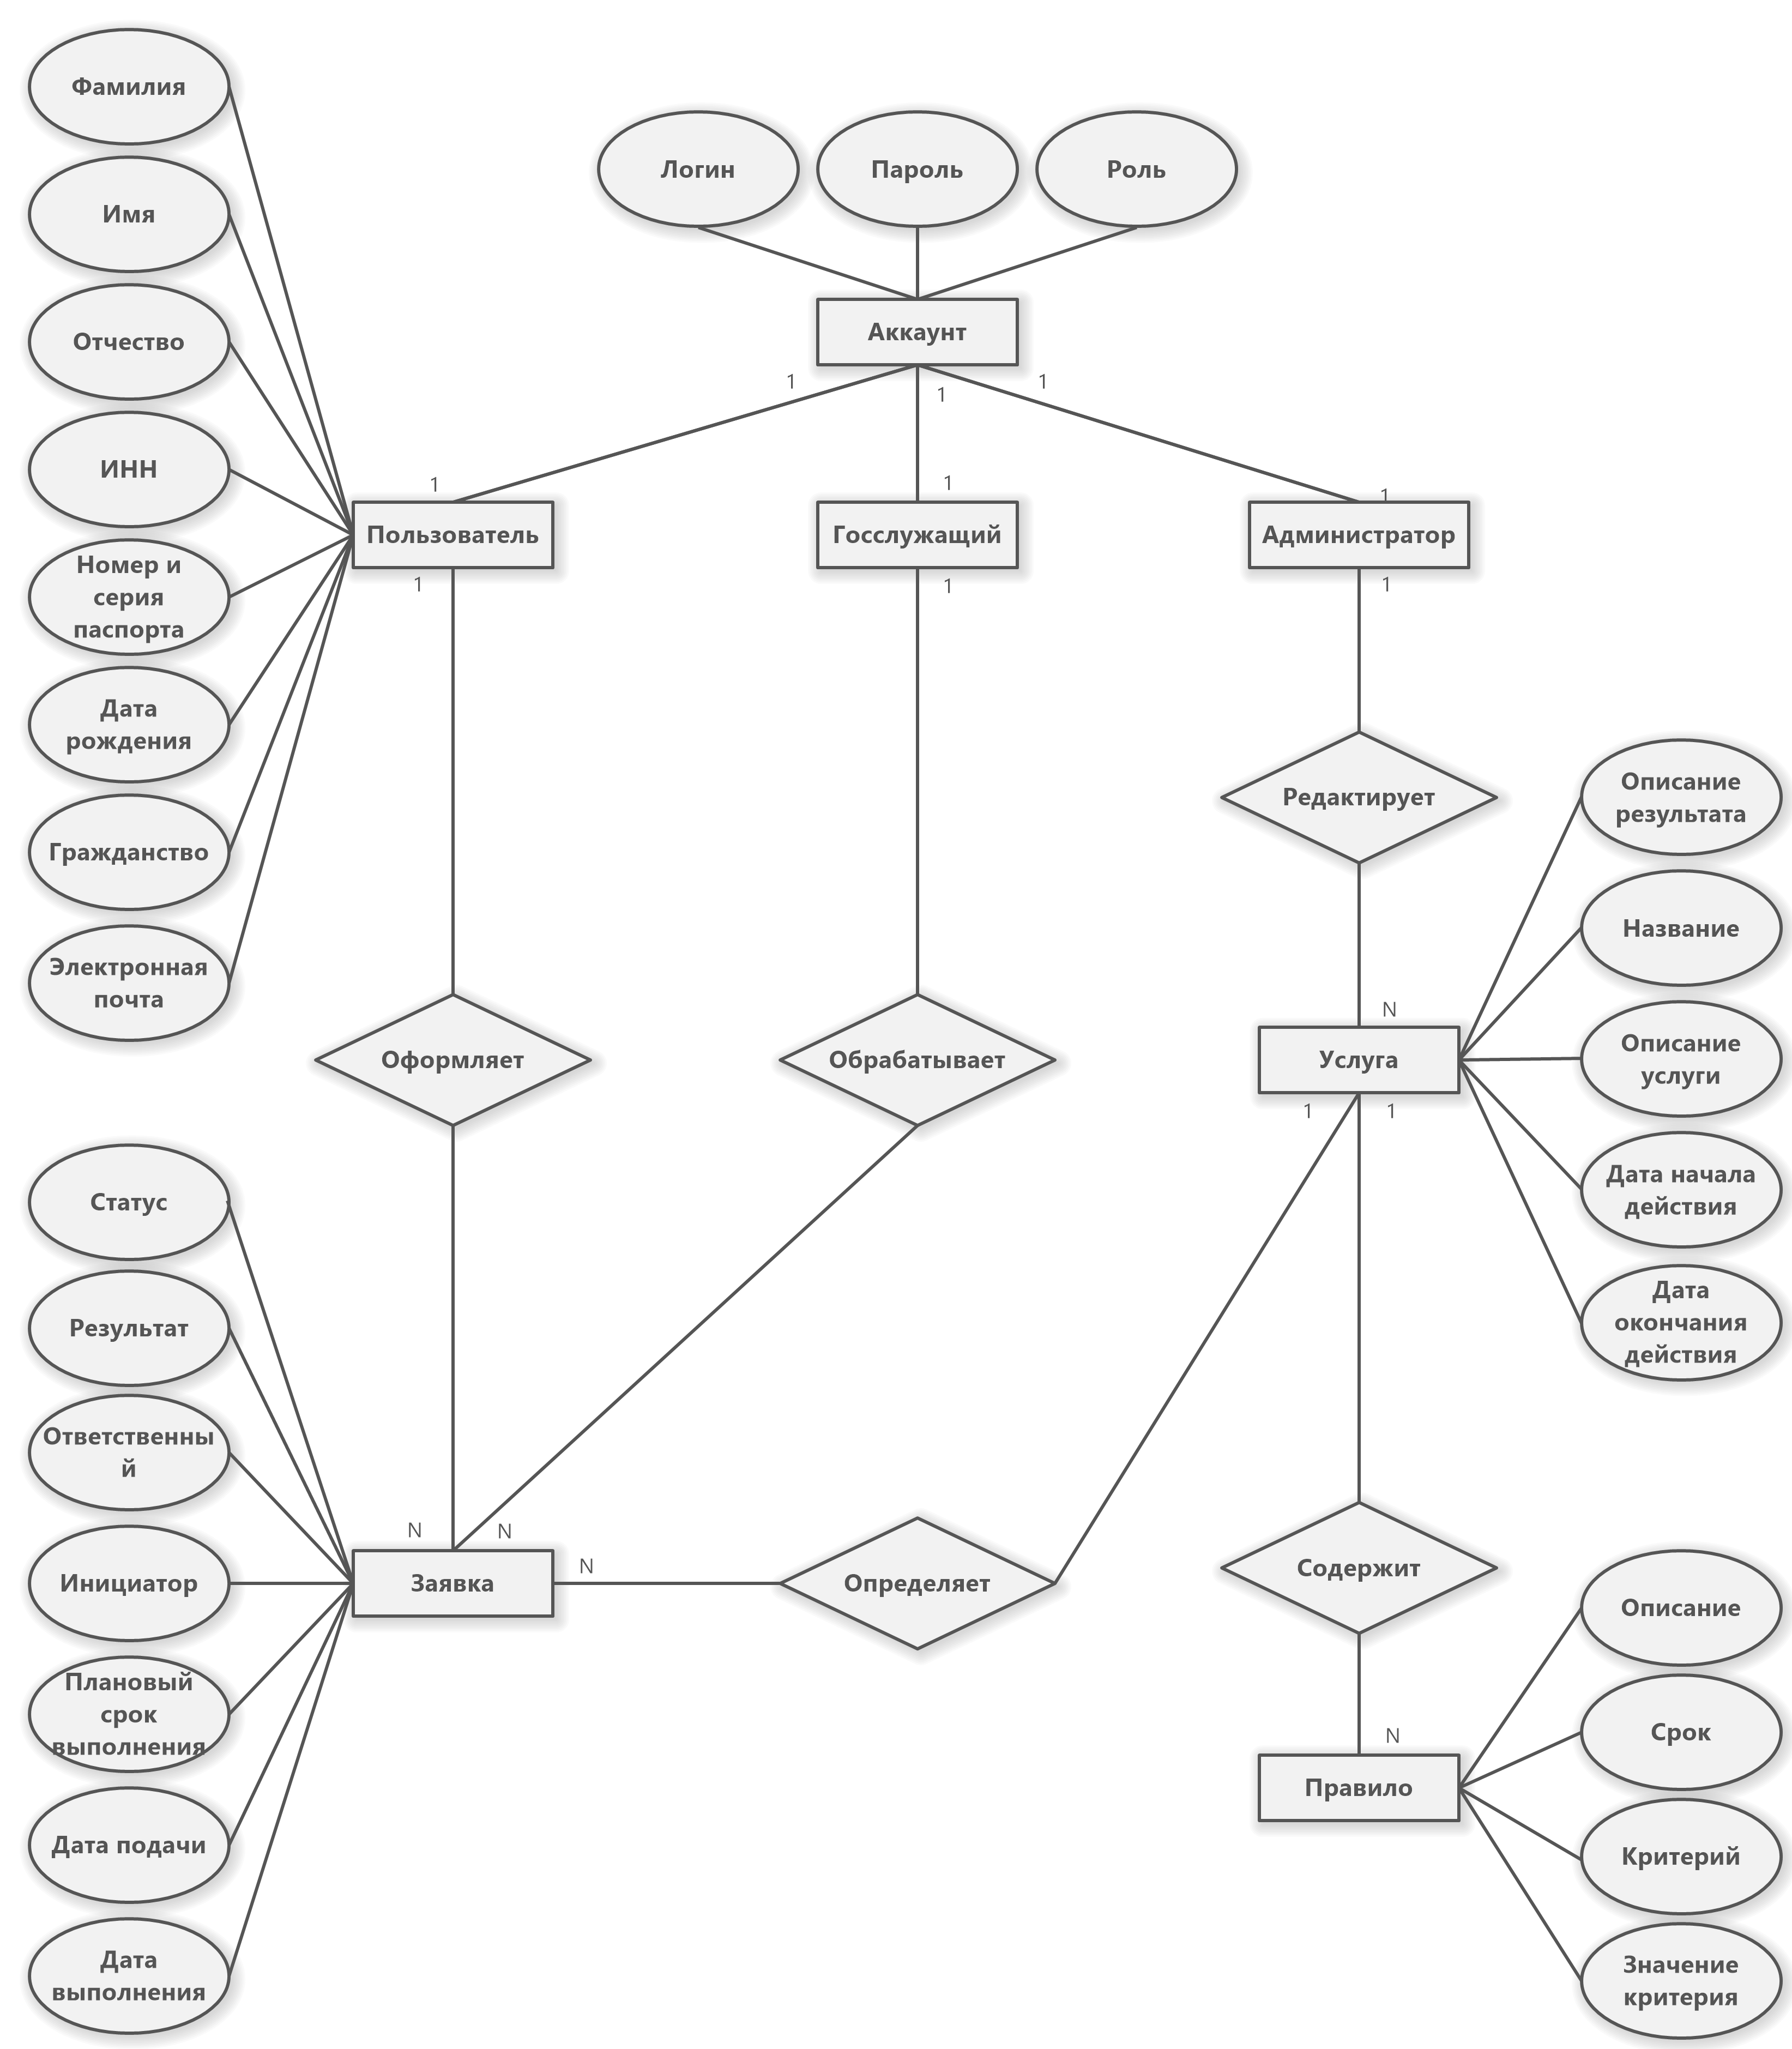 Фамилия
Имя
Отчество
ИНН
Номер и
серия
паспорта
Дата
рождения
Гражданство
Электронная
почта
Логин
Пароль
Роль
Аккаунт
1
1
1
1
1
1
Пользователь
Госслужащий
Администратор
1
1
1
Редактирует
Оформляет
Обрабатывает
N
Услуга
1
1
Описание
результата
Название
Описание
услуги
Дата начала
действия
Дата
окончания
действия
Статус
Результат
Ответственны
й
Инициатор
Плановый
срок
выполнения
Дата подачи
Дата
выполнения
N
N
Заявка
N
Определяет
Содержит
N
Правило
Описание
Срок
Критерий
Значение
критерия